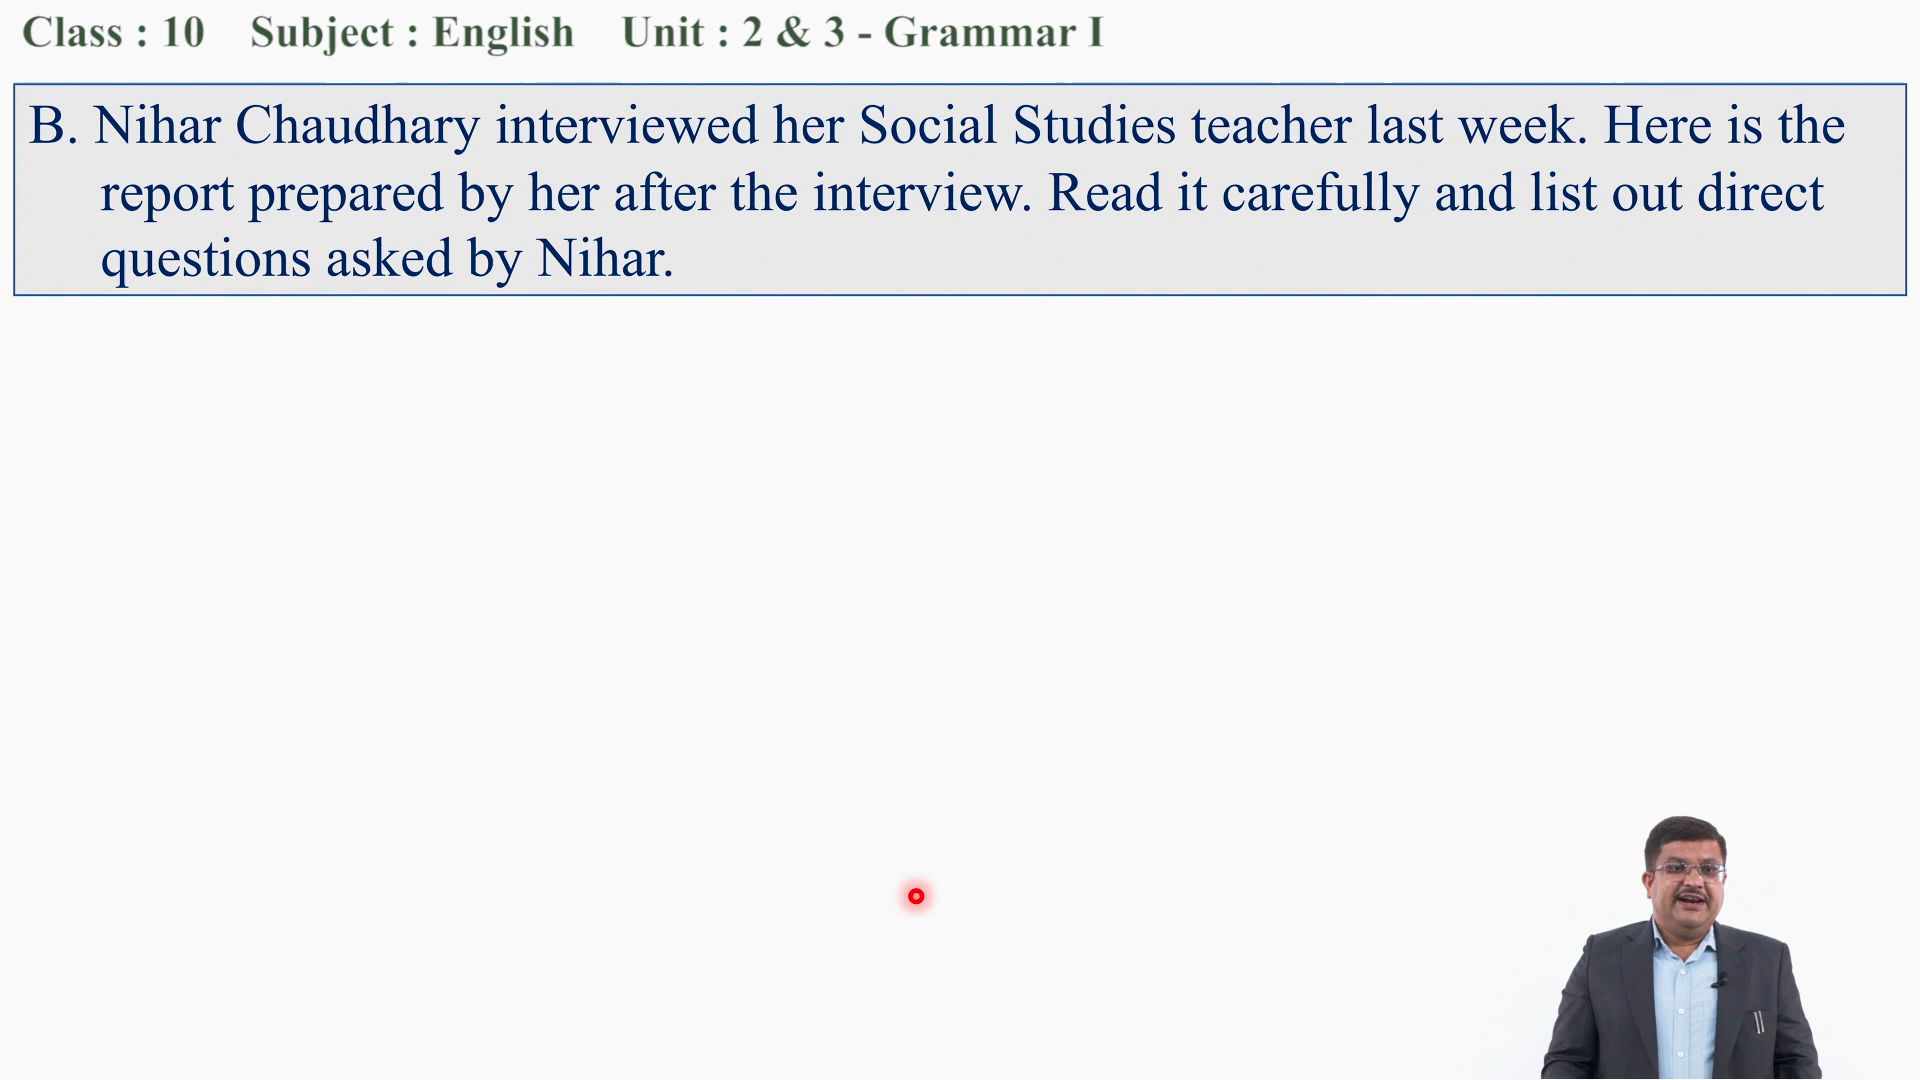 Class : 10 Subject : English Unit : 2 & 3 - Grammar I
B. Nihar Chaudhary interviewed her Social Studies teacher last week. Here is the
report prepared by her after the interview. Read it carefully and list out direct
questions asked by Nihar.